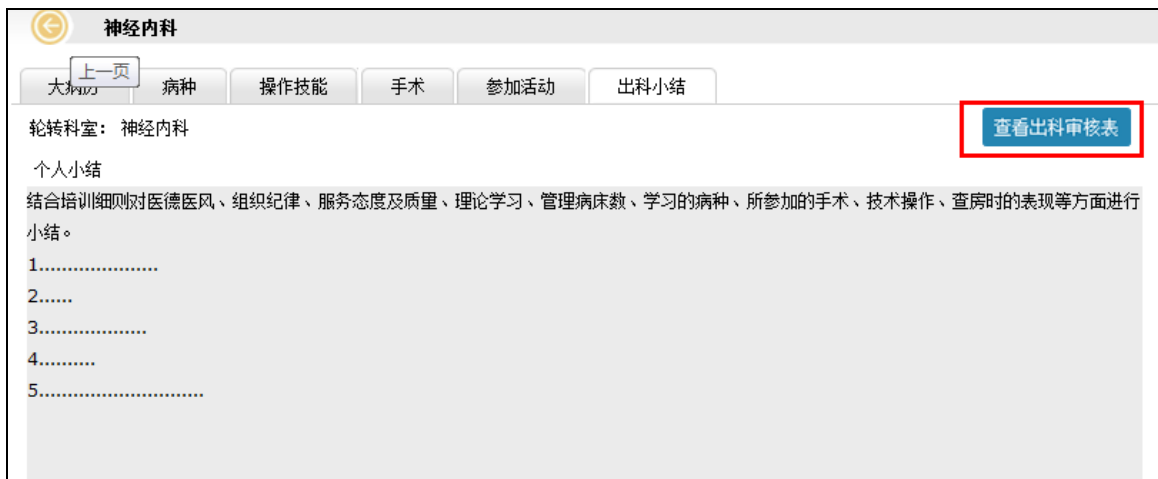 神经内科
上一页
大病历 病种 操作技能 手术 参加活动 出科小结
轮转科室: 神经内科 查看出科审核表
个人小结
结合培训细则对医德医风、组织纪律、服务态度及质量、理论学习、管理病床数、学习的病种、所参加的手术、技术操作、查房时的表现等方面进行
小结。
1......................
2......
3....................
4..........
5.............................